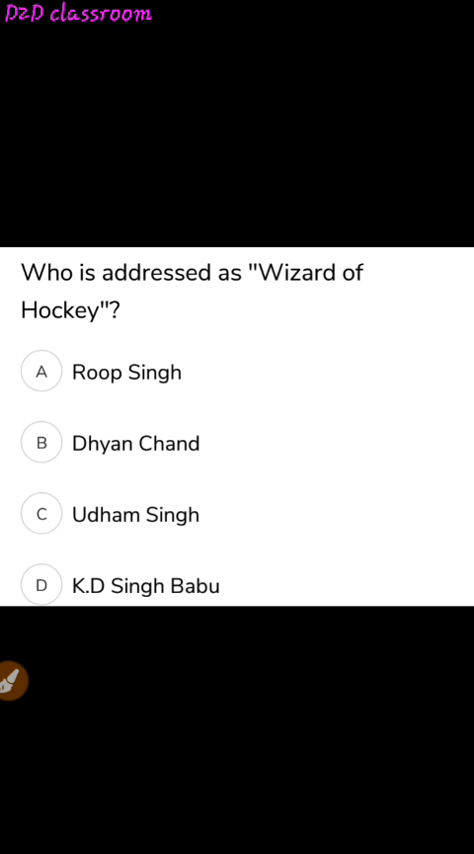 D2D classroom
Who is addressed as "Wizard of
Hockey"?
A Roop Singh
B Dhyan Chand
C Udham Singh
D K.D Singh Babu